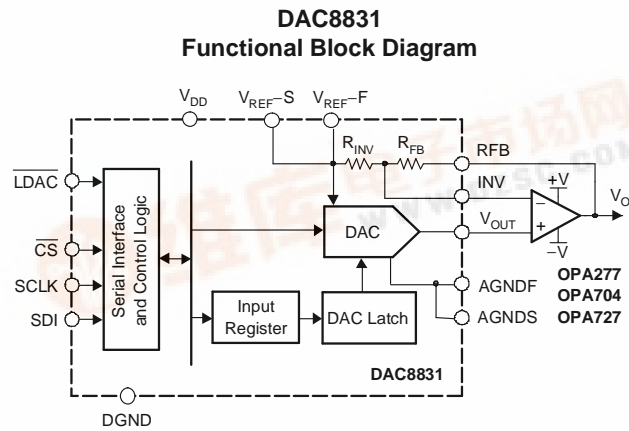 DAC8831
Functional Block Diagram
VDD
VREF–S
VREF–F
RINV
RFB
RFB
LDAC
INV
+V
VO
CS
Serial Interface
and Control Logic
DAC
VOUT
–
+
–V
SCLK
AGNDF
OPA277
OPA704
SDI
Input
Register
DAC Latch
AGNDS
OPA727
DAC8831
DGND